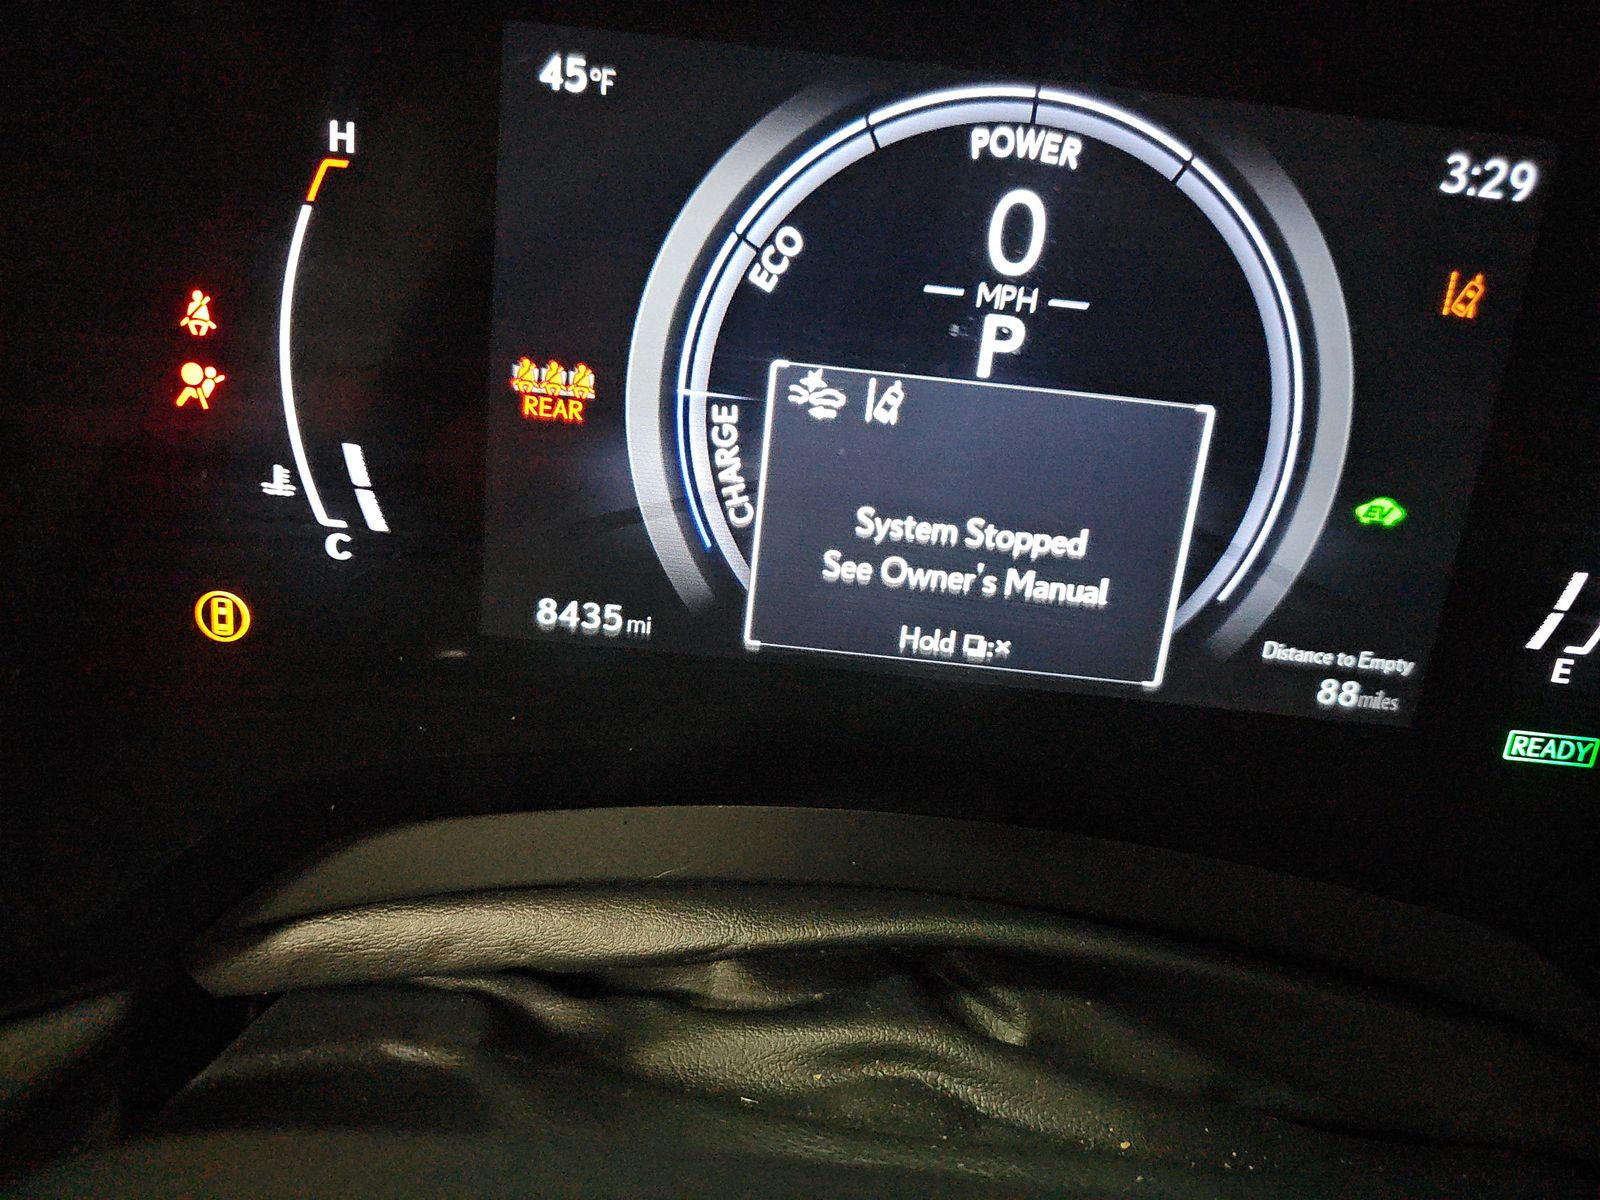 45°F
H
POWER
3:29
0
ECO
MPH
P
REAR
CHARGE
EV
System Stopped
See Owner's Manual
C
8435 mi
Hold :×
Distance to Empty
88 miles
E
READY